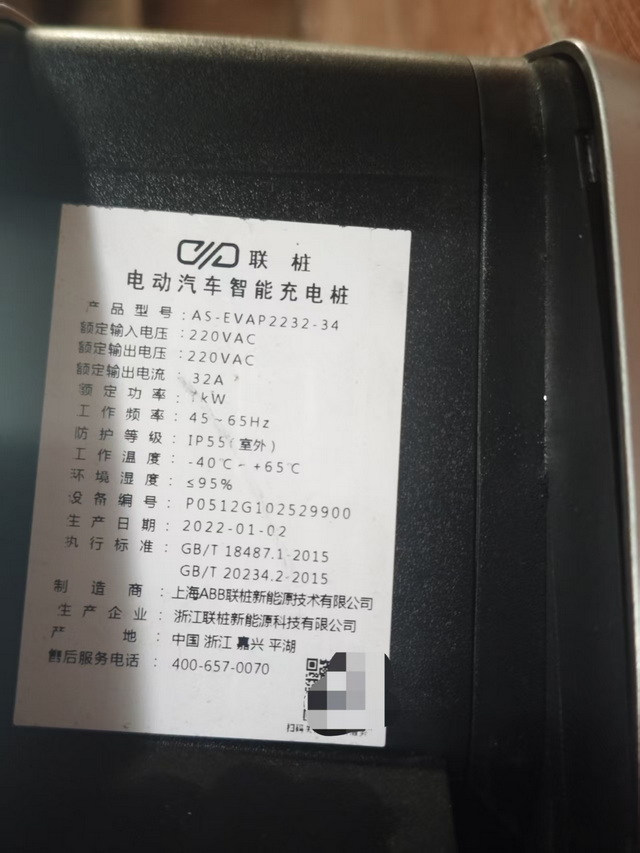 联 桩
电动汽车智能充电桩
产品型号:AS-EVAP2232-34
额定输入电压:220VAC
额定输出电压:220VAC
额定输出电流:32A
额定功率:7kW
工作频率:45~65Hz
防护等级:IP55(室外)
工作温度:-40℃~+65℃
环境湿度:≤95%
设备编号:P0512G102529900
生产日期:2022-01-02
执行标准:GB/T 18487.1-2015
GB/T 20234.2-2015
制造商:上海ABB联桩新能源技术有限公司
生产企业:浙江联桩新能源科技有限公司
产地:中国 浙江 嘉兴 平湖
售后服务电话:400-657-0070
扫码